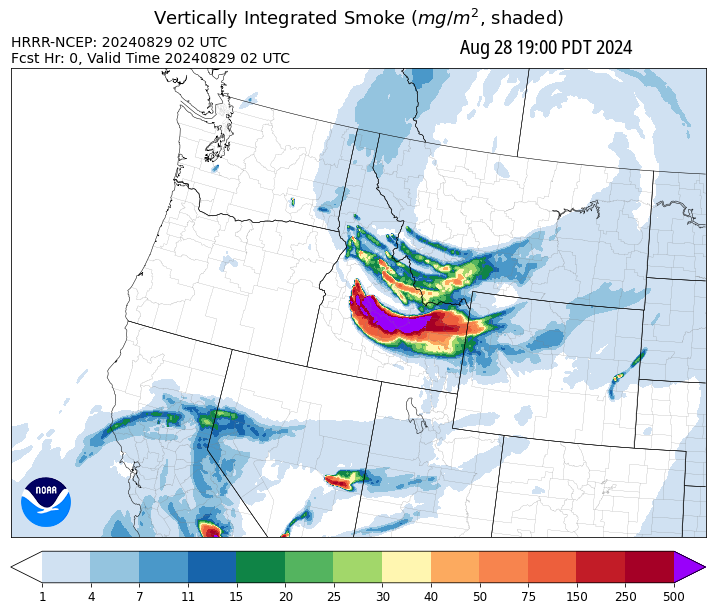 Vertically Integrated Smoke (mg/m², shaded)
HRRR-NCEP: 20240829 02 UTC
Aug 28 19:00 PDT 2024
Fcst Hr: 0, Valid Time 20240829 02 UTC
NOAA
1 4 7 11 15 20 25 30 40 50 75 150 250 500